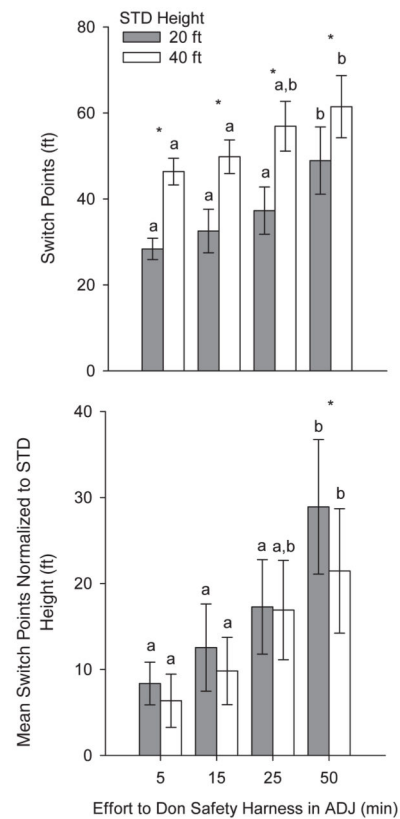 STD Height
20 ft
40 ft
80
60
40
20
0
Switch Points (ft)
*
*
*
*
a
a
a
a
a
a,b
b
b
40
30
20
10
0
Mean Switch Points Normalized to STD
Height (ft)
*
a
a
a
a
a
a,b
b
b
5
15
25
50
Effort to Don Safety Harness in ADJ (min)